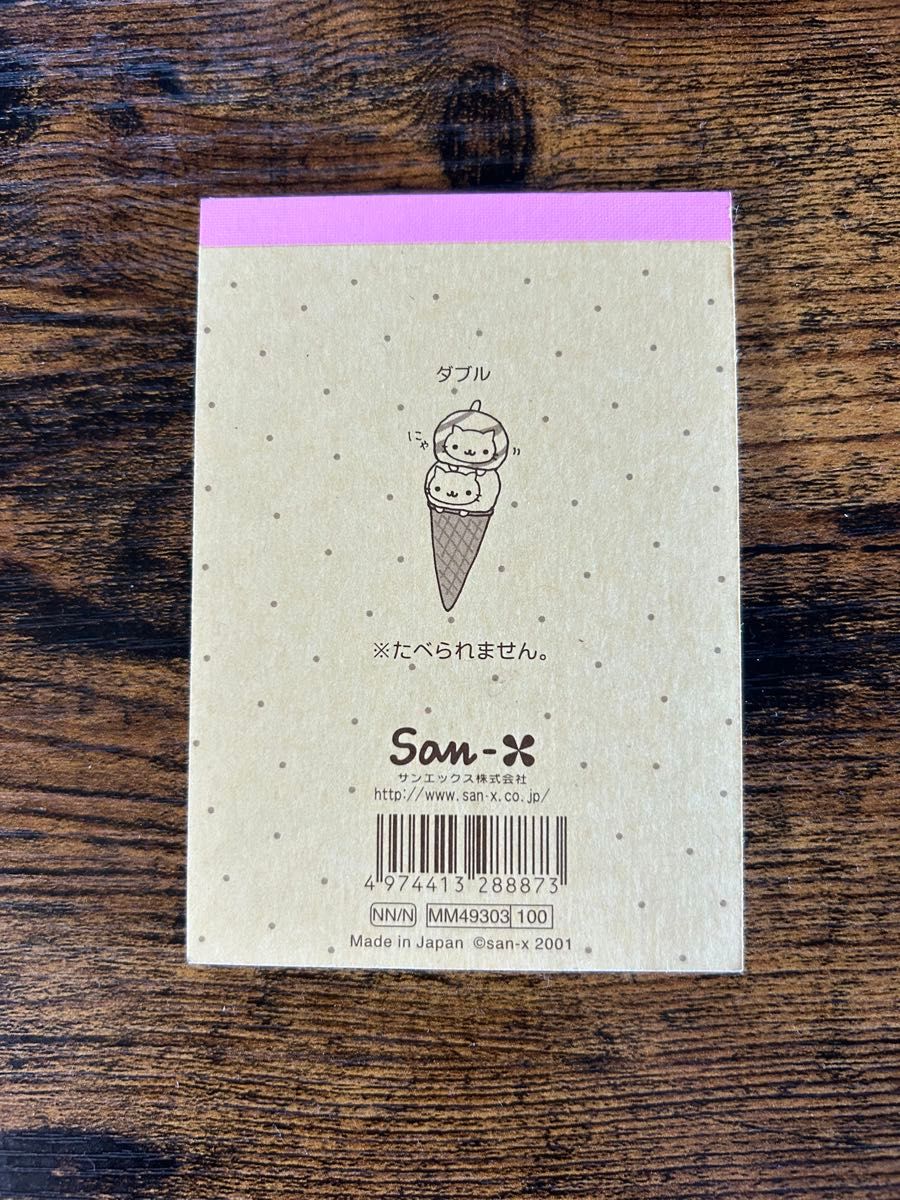 ダブル
にゃ
※たべられません。
San-X
サンエックス株式会社
http://www.san-x.co.jp/
4 974413 288873
NN/N MM49303 100
Made in Japan ©san-x 2001